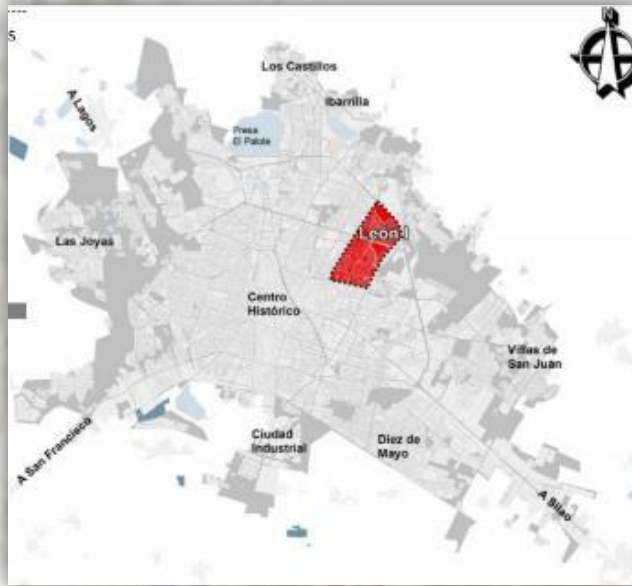 5
N
Los Castillos
A Lagos
Ibarrilla
Presa
El Palote
León I
Las Joyas
Centro
Histórico
Villas de
San Juan
Ciudad
Industrial
Diez de
Mayo
A San Francisco
A Silao